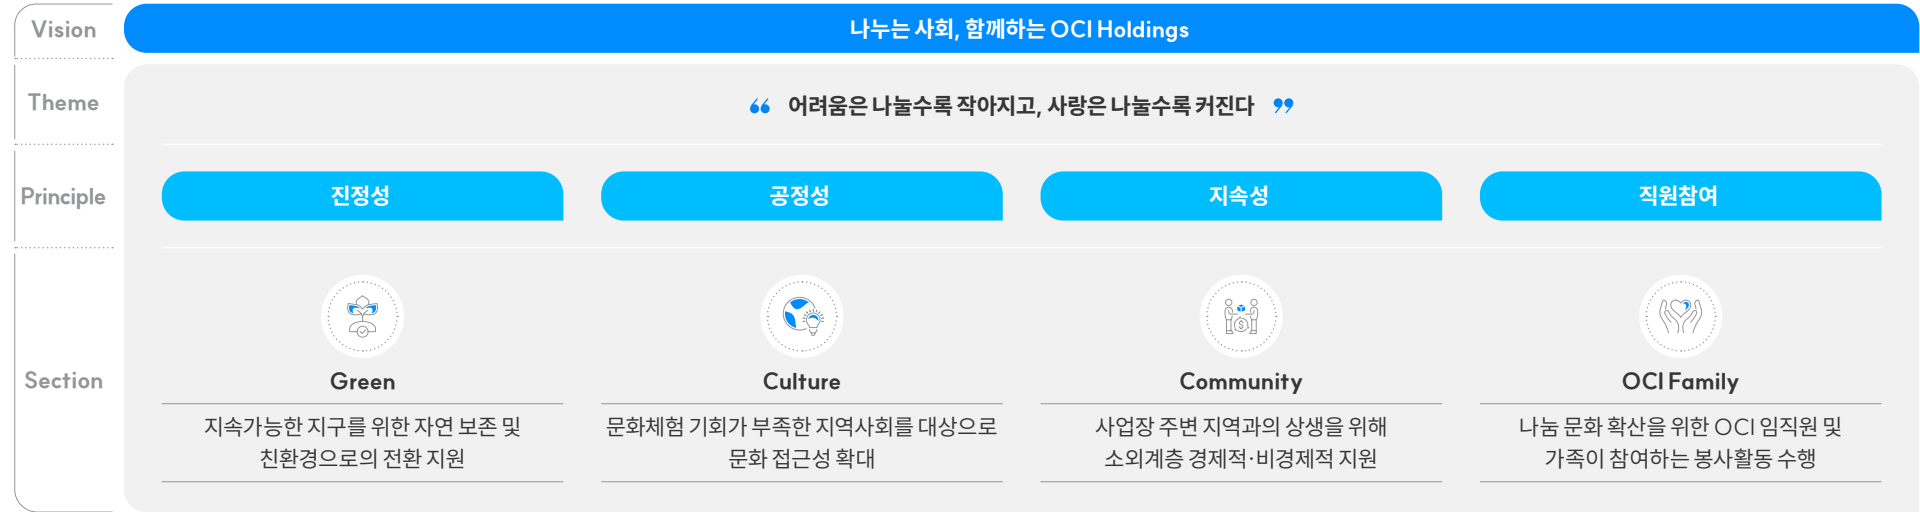 Vision
나누는 사회, 함께하는 OCI Holdings
Theme
“ 어려움은 나눌수록 작아지고, 사랑은 나눌수록 커진다 ”
Principle
진정성
공정성
지속성
직원참여
Section
Green
지속가능한 지구를 위한 자연 보존 및
친환경으로의 전환 지원
Culture
문화체험 기회가 부족한 지역사회를 대상으로
문화 접근성 확대
$
Community
사업장 주변 지역과의 상생을 위해
소외계층 경제적·비경제적 지원
OCI Family
나눔 문화 확산을 위한 OCI 임직원 및
가족이 참여하는 봉사활동 수행